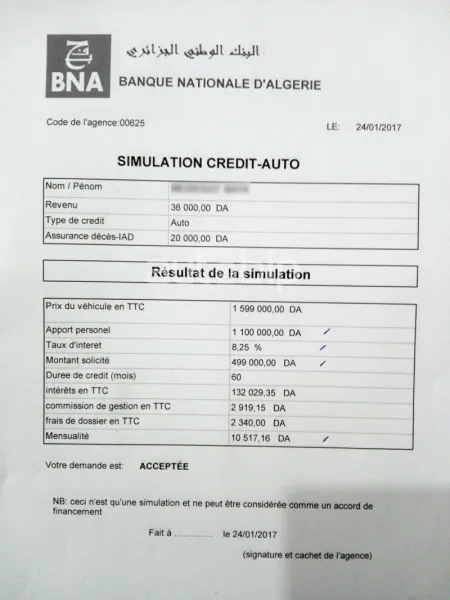 البنك الوطني الجزائري
BNA
BANQUE NATIONALE D'ALGERIE
Code de l'agence:00625
LE: 24/01/2017
SIMULATION CREDIT-AUTO
Nom / Pénom
Revenu 36 000,00 DA
Type de credit Auto
Assurance décès-IAD 20 000,00 DA
Résultat de la simulation
Prix du véhicule en TTC 1 599 000,00 DA
Apport personel 1 100 000,00 DA
Taux d'interet 8,25 %
Montant solicité 499 000,00 DA
Duree de credit (mois) 60
intérêts en TTC 132 029,35 DA
commission de gestion en TTC 2 919,15 DA
frais de dossier en TTC 2 340,00 DA
Mensualité 10 517,16 DA
Votre demande est: ACCEPTÉE
NB: ceci n'est qu'une simulation et ne peut être considérée comme un accord de
financement
Fait à ............. le 24/01/2017
(signature et cachet de l'agence)